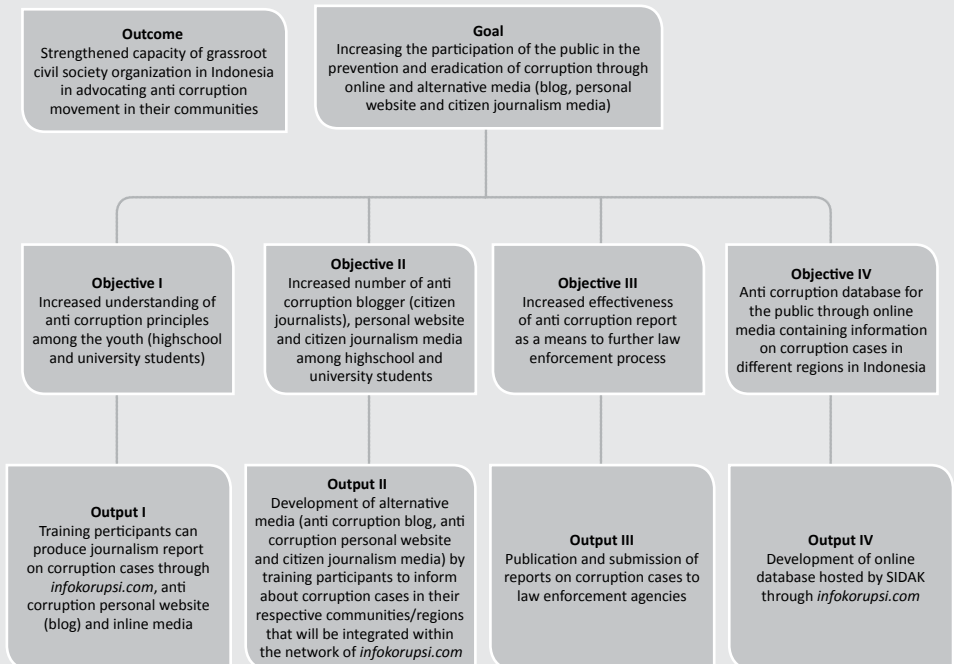 Outcome
Strengthened capacity of grassroot
civil society organization in Indonesia
in advocating anti corruption
movement in their communities
Goal
Increasing the participation of the public in the
prevention and eradication of corruption through
online and alternative media (blog, personal
website and citizen journalism media)
Objective I
Increased understanding of
anti corruption principles
among the youth (highschool
and university students)
Objective II
Increased number of anti
corruption blogger (citizen
journalists), personal website
and citizen journalism media
among highschool and
university students
Objective III
Increased effectiveness
of anti corruption report
as a means to further law
enforcement process
Objective IV
Anti corruption database for
the public through online
media containing information
on corruption cases in
different regions in Indonesia
Output I
Training perticipants can
produce journalism report
on corruption cases through
infokorupsi.com, anti
corruption personal website
(blog) and inline media
Output II
Development of alternative
media (anti corruption blog, anti
corruption personal website
and citizen journalism media) by
training participants to inform
about corruption cases in their
respective communities/regions
that will be integrated within
the network of infokorupsi.com
Output III
Publication and submission of
reports on corruption cases to
law enforcement agencies
Output IV
Development of online
database hosted by SIDAK
through infokorupsi.com